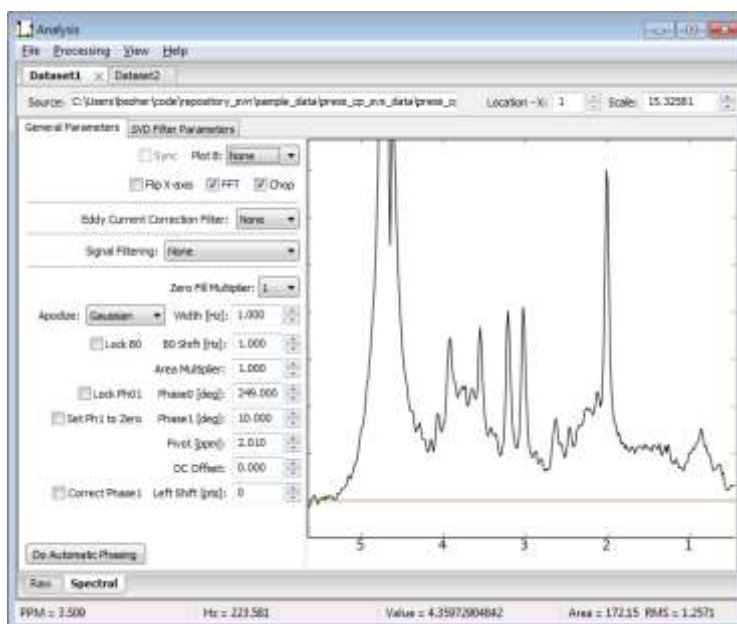 Analysis
File Processing View Help
Dataset1 Dataset2
Source: Location - X: 1 Scale: 15.32581
General Parameters SVD Filter Parameters
Sync Plot B: None
Flip X-axis FFT Chop
Eddy Current Correction Filter: None
Signal Filtering: None
Zero Fill Multiplier: 1
Apodize: Gaussian Width [Hz]: 1.000
Lock B0 B0 Shift [Hz]: 1.000
Area Multiplier: 1.000
Lock Ph01 Phase0 [deg]: 249.000
Set Ph1 to Zero Phase1 [deg]: 10.000
Pivot [ppm]: 2.010
DC Offset: 0.000
Correct Phase1 Left Shift [pts]: 0
5 4 3 2 1
Do Automatic Phasing
Raw Spectral
PPM = 3.500 Hz = 223.581 Value = 4.35972904842 Area = 172.15 RMS = 1.2571